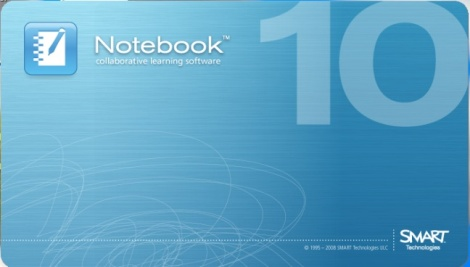 Notebook™
collaborative learning software
10
© 1995 – 2008 SMART Technologies ULC
SMART
Technologies